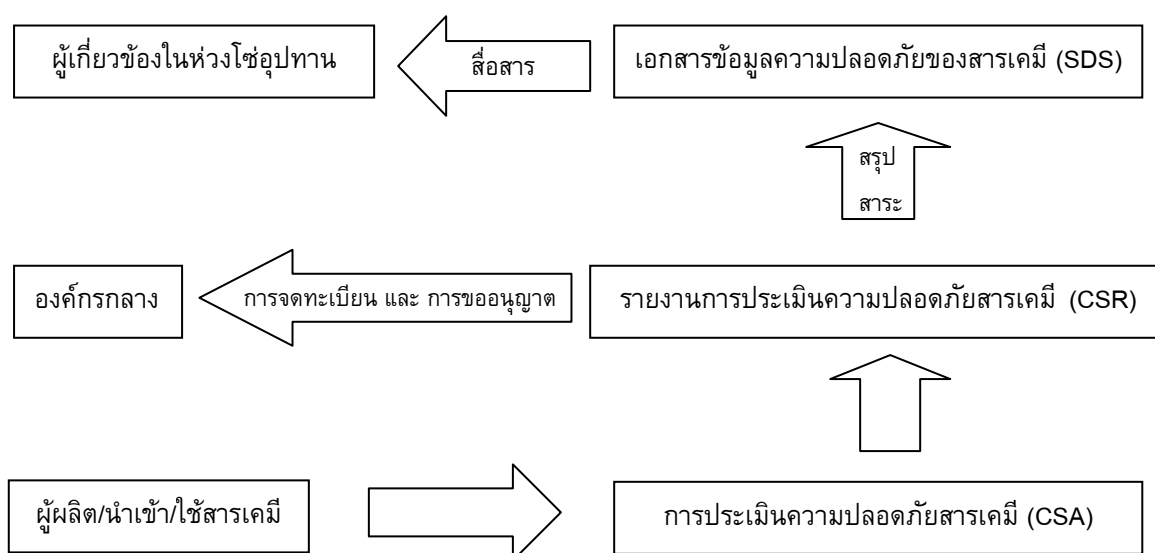 ผู้เกี่ยวข้องในห่วงโซ่อุปทาน
สื่อสาร
เอกสารข้อมูลความปลอดภัยของสารเคมี (SDS)
สรุป
สาระ
องค์กรกลาง
การจดทะเบียน และ การขออนุญาต
รายงานการประเมินความปลอดภัยสารเคมี (CSR)
ผู้ผลิต/นำเข้า/ใช้สารเคมี
การประเมินความปลอดภัยสารเคมี (CSA)